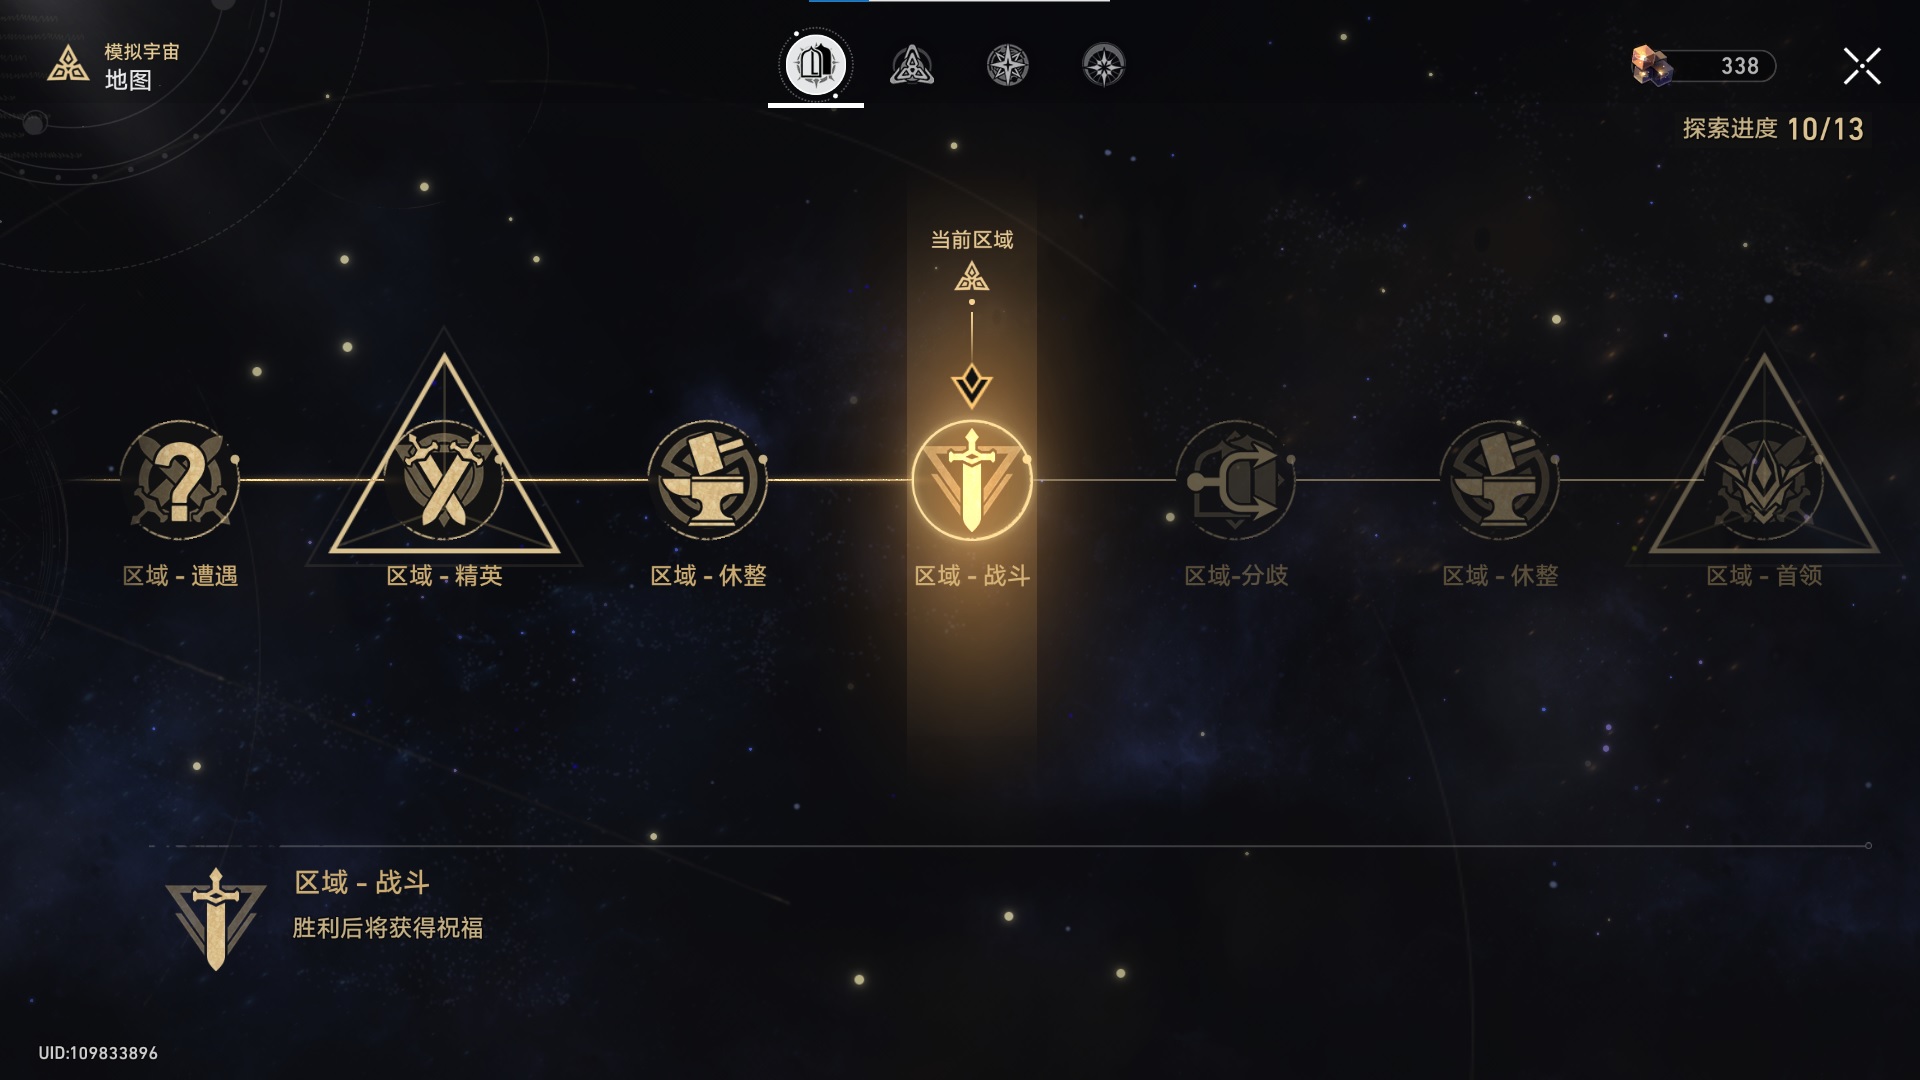 模拟宇宙
地图
338
探索进度 10/13
当前区域
区域 - 遭遇
区域 - 精英
区域 - 休整
区域 - 战斗
区域-分歧
区域 - 休整
区域 - 首领
区域 - 战斗
胜利后将获得祝福
UID:109833896